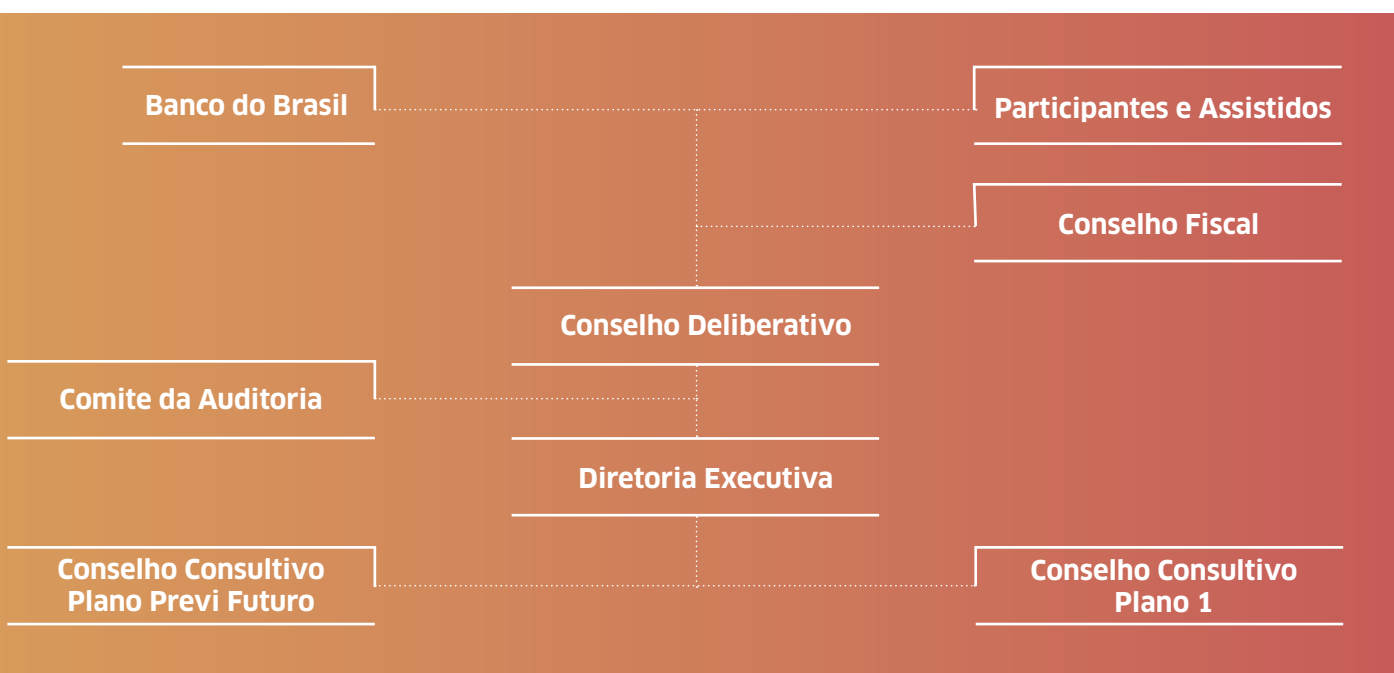 Banco do Brasil
Participantes e Assistidos
Conselho Fiscal
Conselho Deliberativo
Comite da Auditoria
Diretoria Executiva
Conselho Consultivo
Plano Previ Futuro
Conselho Consultivo
Plano 1